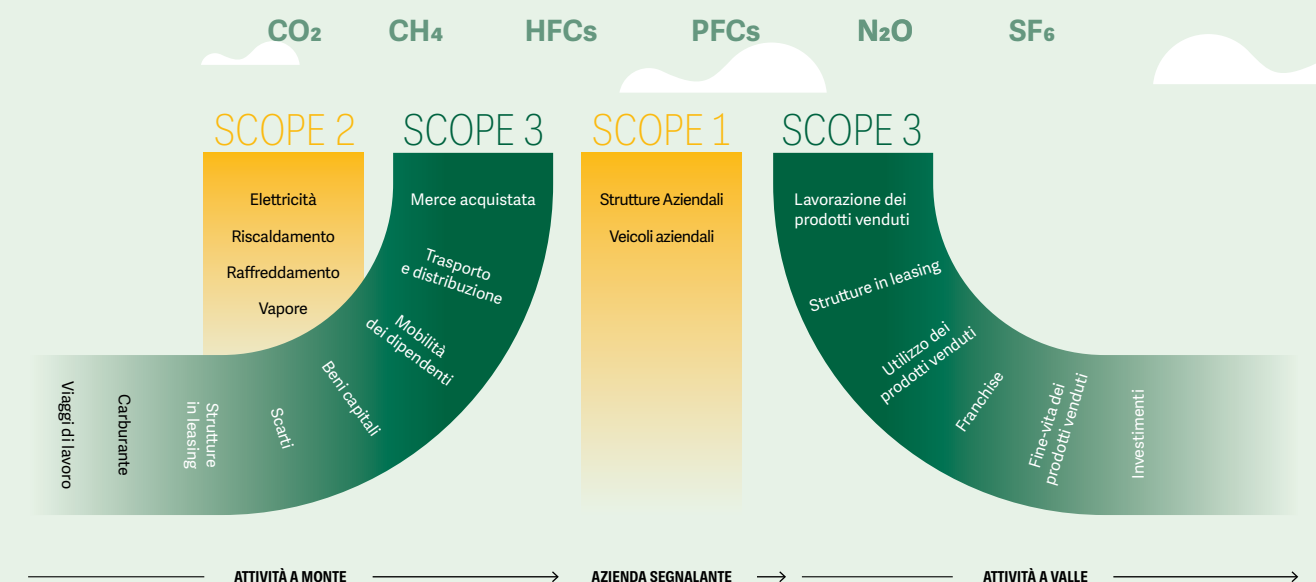 CO₂ CH₄ HFCs PFCs N₂O SF₆
SCOPE 2
Elettricità
Riscaldamento
Raffreddamento
Vapore
SCOPE 3
Merce acquistata
Trasporto
e distribuzione
Mobilità
dei dipendenti
Beni capitali
Scarti
Strutture
in leasing
Carburante
Viaggi di lavoro
SCOPE 1
Strutture Aziendali
Veicoli aziendali
SCOPE 3
Lavorazione dei
prodotti venduti
Strutture in leasing
Utilizzo dei
prodotti venduti
Franchise
Fine-vita dei
prodotti venduti
Investimenti
ATTIVITÀ A MONTE
AZIENDA SEGNALANTE
ATTIVITÀ A VALLE